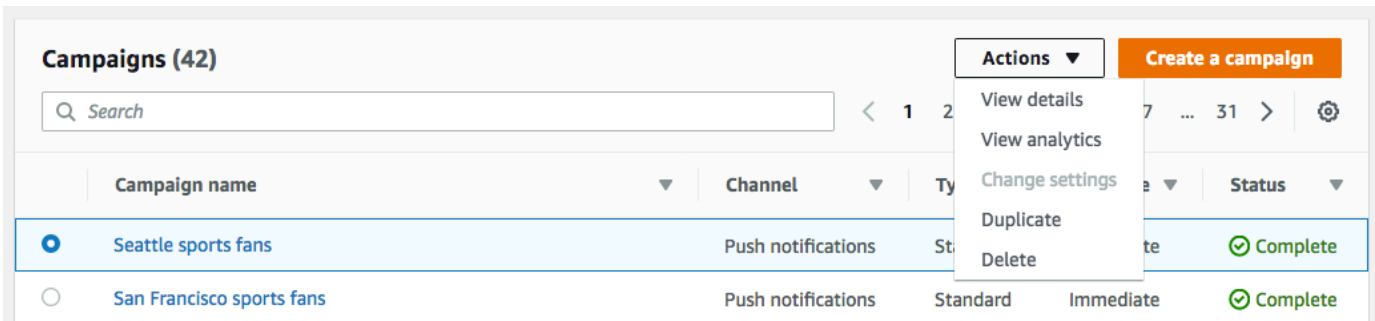 Campaigns (42)
Actions ▼
Create a campaign
Search
< 1 2 7 ... 31 >
View details
View analytics
Change settings
Duplicate
Delete
Campaign name
Channel
Ty
e
Status
Seattle sports fans
Push notifications
St
te
Complete
San Francisco sports fans
Push notifications
Standard
Immediate
Complete